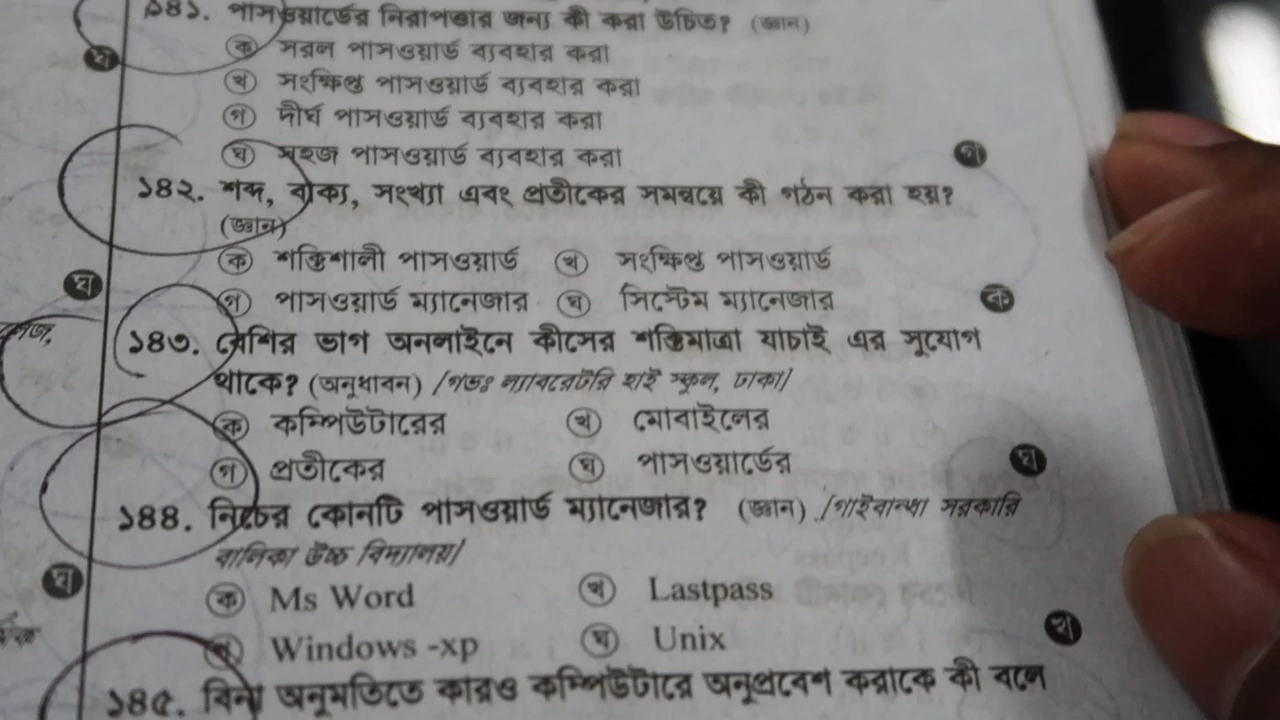 ১৪১. পাসওয়ার্ডের নিরাপত্তার জন্য কী করা উচিত? (জ্ঞান)
ক সরল পাসওয়ার্ড ব্যবহার করা
খ সংক্ষিপ্ত পাসওয়ার্ড ব্যবহার করা
গ দীর্ঘ পাসওয়ার্ড ব্যবহার করা
ঘ সহজ পাসওয়ার্ড ব্যবহার করা গ
১৪২. শব্দ, বাক্য, সংখ্যা এবং প্রতীকের সমন্বয়ে কী গঠন করা হয়?
(জ্ঞান)
ক শক্তিশালী পাসওয়ার্ড খ সংক্ষিপ্ত পাসওয়ার্ড
গ পাসওয়ার্ড ম্যানেজার ঘ সিস্টেম ম্যানেজার ক
১৪৩. বেশির ভাগ অনলাইনে কীসের শক্তিমাত্রা যাচাই এর সুযোগ
থাকে? (অনুধাবন) /গভঃ ল্যাবরেটরি হাই স্কুল, ঢাকা/
ক কম্পিউটারের খ মোবাইলের
গ প্রতীকের ঘ পাসওয়ার্ডের ঘ
১৪৪. নিচের কোনটি পাসওয়ার্ড ম্যানেজার? (জ্ঞান) /গাইবান্ধা সরকারি
বালিকা উচ্চ বিদ্যালয়/
ক Ms Word খ Lastpass
গ Windows -xp ঘ Unix খ
১৪৫. বিনা অনুমতিতে কারও কম্পিউটারে অনুপ্রবেশ করাকে কী বলে
ঘ
ঘ
ঘ